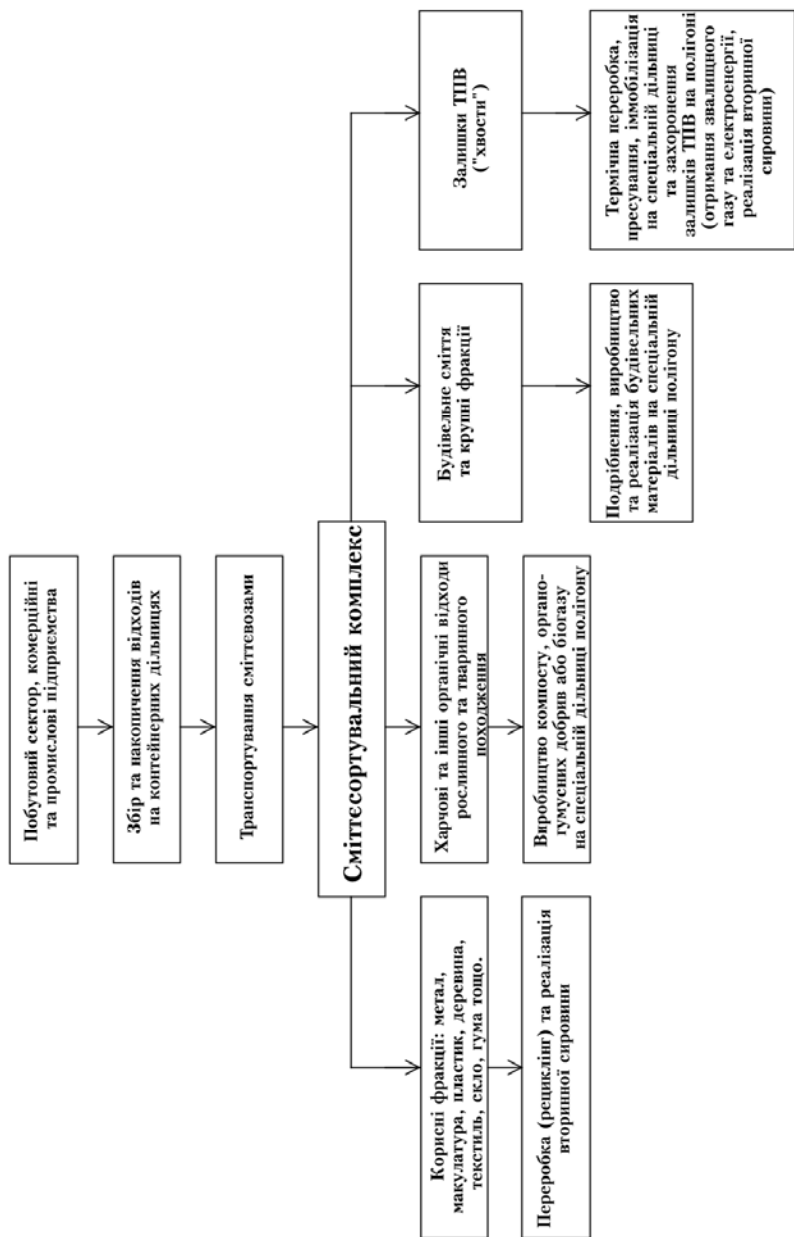 Побутовий сектор, комерційні
та промислові підприємства
Збір та накопичення відходів
на контейнерних дільницях
Транспортування сміттєвозами
Сміттєсортувальний комплекс
Корисні фракції: метал,
макулатура, пластик, деревина,
текстиль, скло, гума тощо.
Переробка (рециклінг) та реалізація
вторинної сировини
Харчові та інші органічні відходи
рослинного та тваринного
походження
Виробництво компосту, органо-
гумусних добрив або біогазу
на спеціальній дільниці полігону
Будівельне сміття
та крупні фракції
Подрібнення, виробництво
та реалізація будівельних
матеріалів на спеціальній
дільниці полігону
Залишки ТПВ
("хвости")
Термічна переробка,
пресування, іммобілізація
на спеціальній дільниці
та захоронення
залишків ТПВ на полігоні
(отримання звалищного
газу та електроенергії,
реалізація вторинної
сировини)